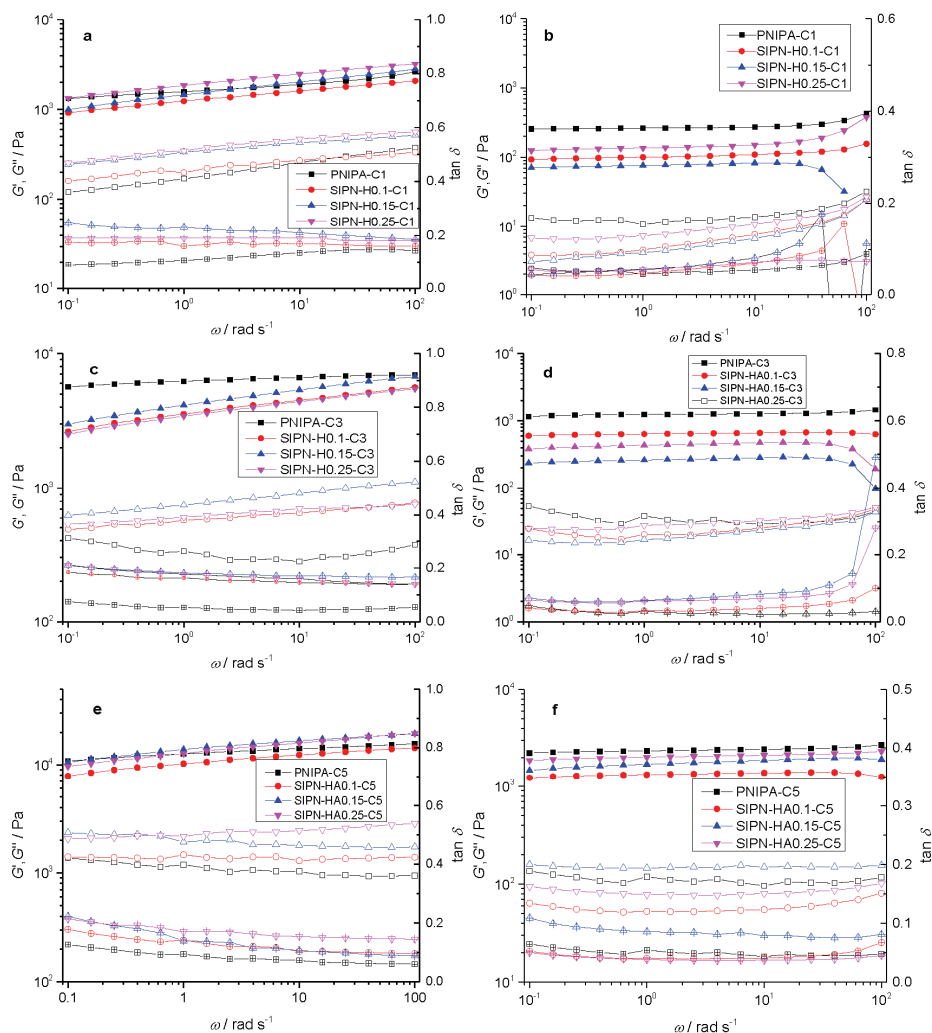 a
10⁴
10³
10²
10¹
G', G'' / Pa
1.0
0.8
0.6
0.4
0.2
0.0
tan δ
PNIPA-C1
SIPN-H0.1-C1
SIPN-H0.15-C1
SIPN-H0.25-C1
10⁻¹ 10⁰ 10¹ 10²
ω / rad s⁻¹
b
10⁴
10³
10²
10¹
10⁰
G', G'' / Pa
0.6
0.4
0.2
0.0
tan δ
PNIPA-C1
SIPN-H0.1-C1
SIPN-H0.15-C1
SIPN-H0.25-C1
10⁻¹ 10⁰ 10¹ 10²
ω / rad s⁻¹
c
10⁴
10³
10²
G', G'' / Pa
1.0
0.8
0.6
0.4
0.2
0.0
tan δ
PNIPA-C3
SIPN-H0.1-C3
SIPN-H0.15-C3
SIPN-H0.25-C3
10⁻¹ 10⁰ 10¹ 10²
ω / rad s⁻¹
d
10⁴
10³
10²
10¹
10⁰
G', G'' / Pa
0.8
0.6
0.4
0.2
0.0
tan δ
PNIPA-C3
SIPN-HA0.1-C3
SIPN-HA0.15-C3
SIPN-HA0.25-C3
10⁻¹ 10⁰ 10¹ 10²
ω / rad s⁻¹
e
10⁴
10³
10²
G', G'' / Pa
1.0
0.8
0.6
0.4
0.2
0.0
tan δ
PNIPA-C5
SIPN-HA0.1-C5
SIPN-HA0.15-C5
SIPN-HA0.25-C5
0.1 1 10 100
ω / rad s⁻¹
f
10⁴
10³
10²
10¹
G', G'' / Pa
0.5
0.4
0.3
0.2
0.1
0.0
tan δ
PNIPA-C5
SIPN-HA0.1-C5
SIPN-HA0.15-C5
SIPN-HA0.25-C5
10⁻¹ 10⁰ 10¹ 10²
ω / rad s⁻¹